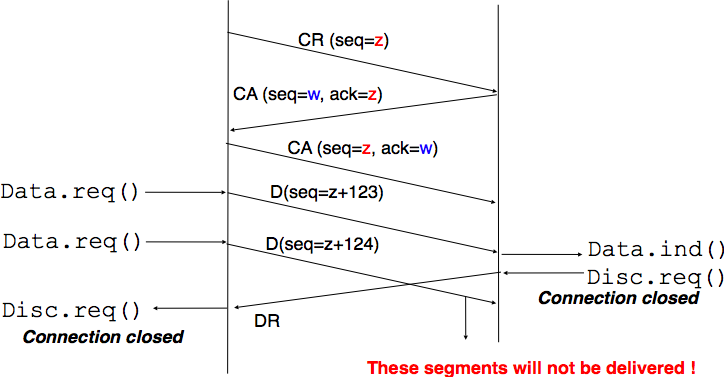 CR (seq=z)
CA (seq=w, ack=z)
CA (seq=z, ack=w)
Data.req()
D(seq=z+123)
Data.req()
D(seq=z+124)
Data.ind()
Disc.req()
Connection closed
Disc.req()
DR
Connection closed
These segments will not be delivered !